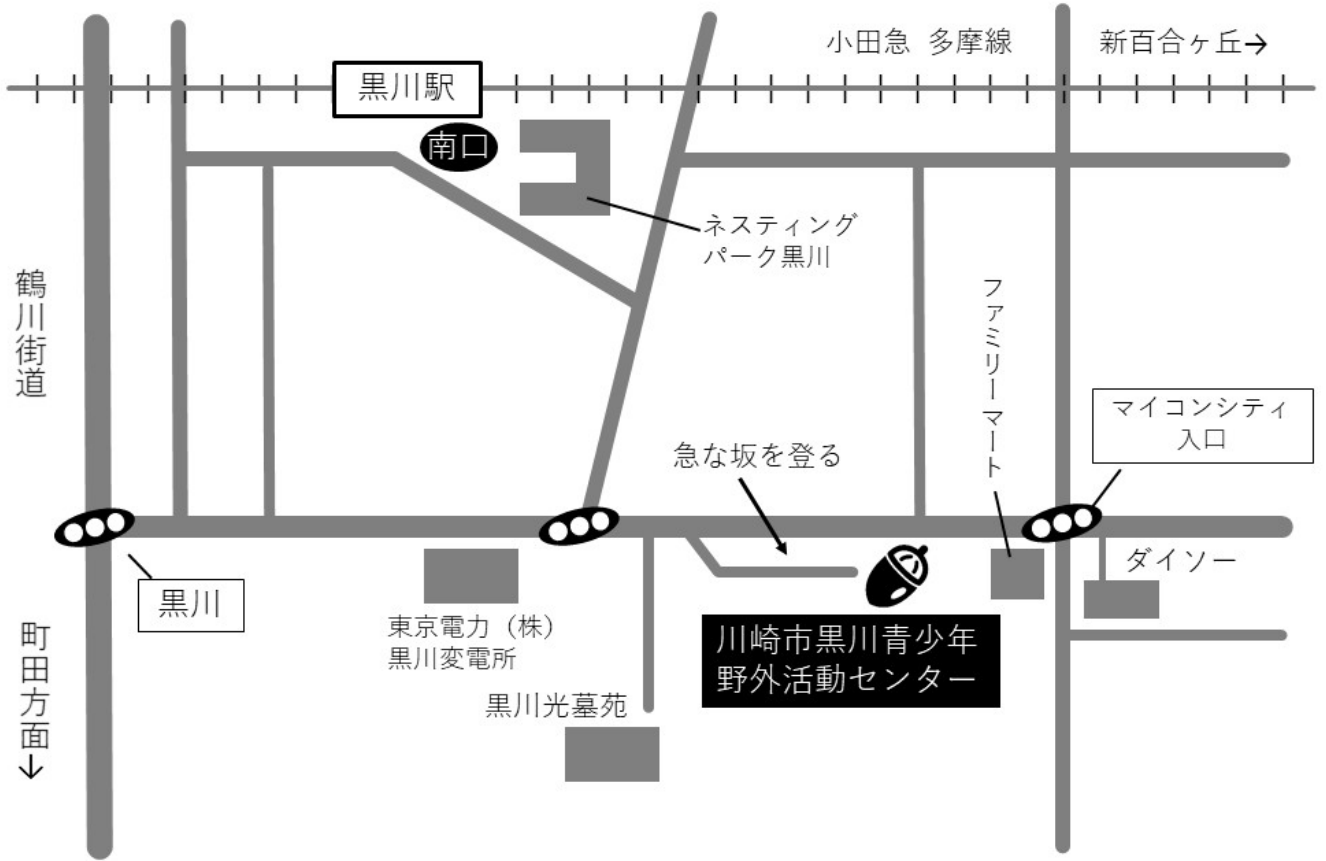 小田急 多摩線
新百合ヶ丘→
黒川駅
南口
ネスティング
パーク黒川
鶴川街道
ファミリーマート
マイコンシティ
入口
急な坂を登る
黒川
ダイソー
東京電力（株）
黒川変電所
川崎市黒川青少年
野外活動センター
町田方面↓
黒川光墓苑